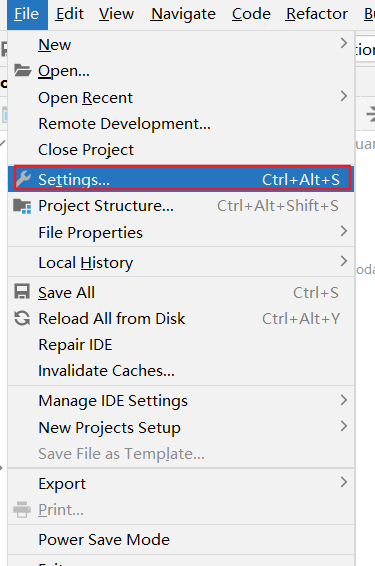 File Edit View Navigate Code Refactor
New
Open...
Open Recent
Remote Development...
Close Project
Settings... Ctrl+Alt+S
Project Structure... Ctrl+Alt+Shift+S
File Properties
Local History
Save All Ctrl+S
Reload All from Disk Ctrl+Alt+Y
Repair IDE
Invalidate Caches...
Manage IDE Settings
New Projects Setup
Save File as Template...
Export
Print...
Power Save Mode